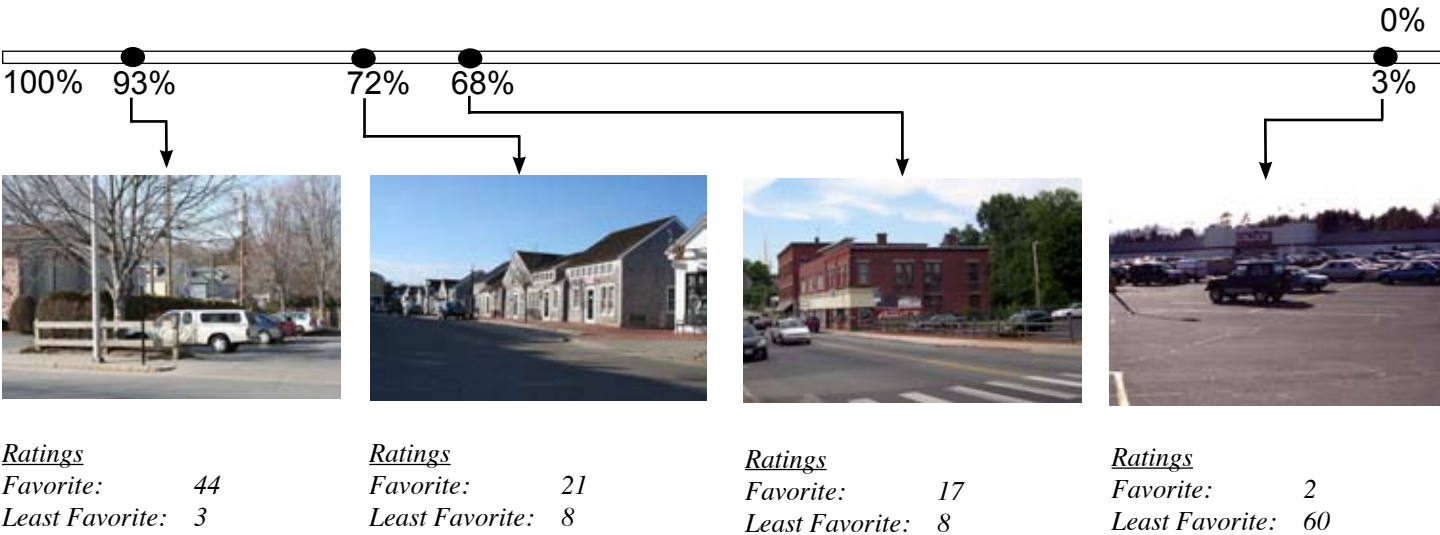 0%
100% 93% 72% 68% 3%
Ratings
Favorite: 44
Least Favorite: 3
Ratings
Favorite: 21
Least Favorite: 8
Ratings
Favorite: 17
Least Favorite: 8
Ratings
Favorite: 2
Least Favorite: 60